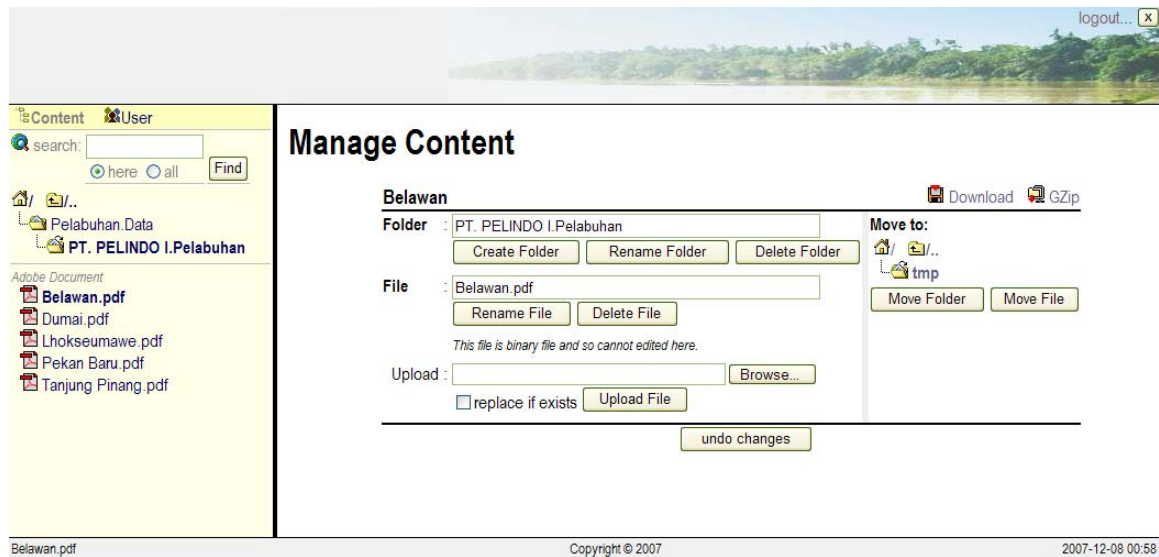 logout... X
Content User
search:
here all Find
/ /..
Pelabuhan.Data
PT. PELINDO I.Pelabuhan
Adobe Document
Belawan.pdf
Dumai.pdf
Lhokseumawe.pdf
Pekan Baru.pdf
Tanjung Pinang.pdf
Manage Content
Belawan Download GZip
Folder : PT. PELINDO I.Pelabuhan
Create Folder Rename Folder Delete Folder
File : Belawan.pdf
Rename File Delete File
This file is binary file and so cannot edited here.
Upload : Browse...
replace if exists Upload File
Move to:
/ /..
tmp
Move Folder Move File
undo changes
Belawan.pdf Copyright © 2007 2007-12-08 00:58